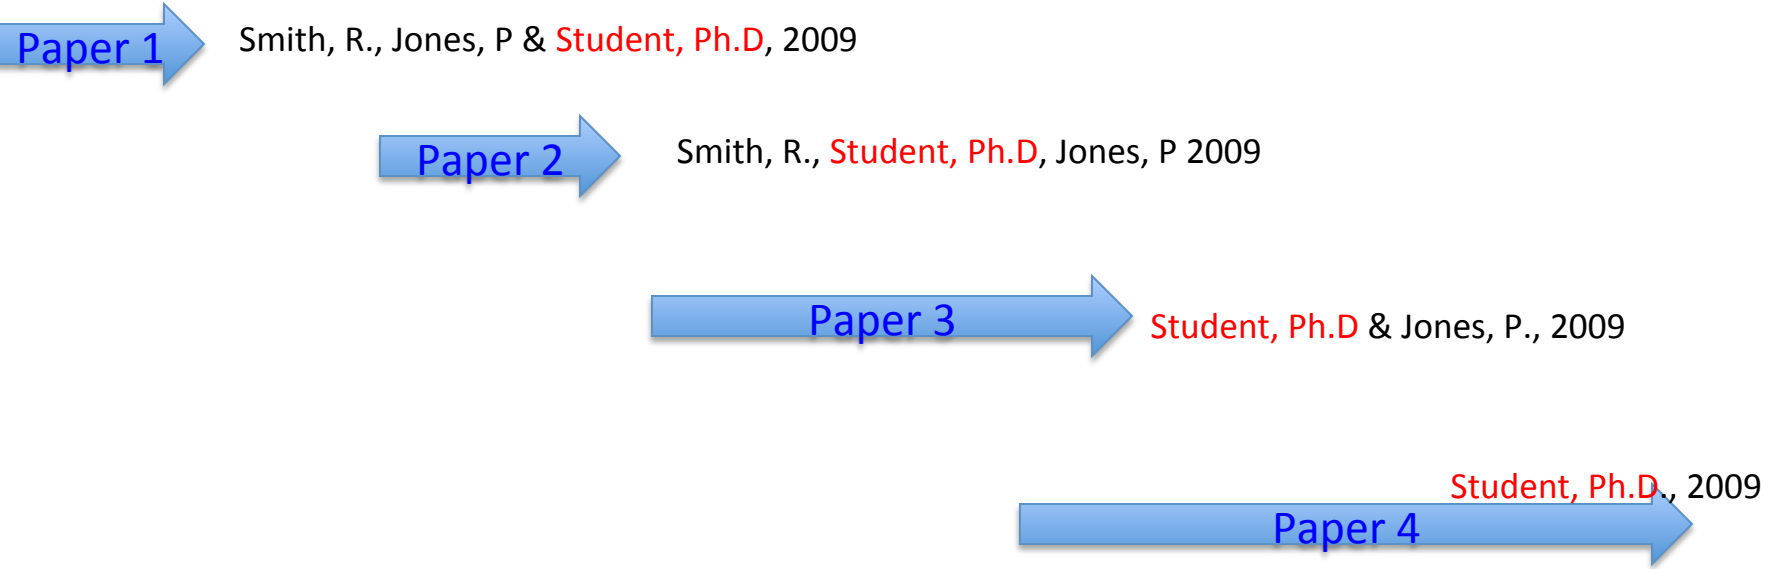 Paper 1
Smith, R., Jones, P & Student, Ph.D, 2009
Paper 2
Smith, R., Student, Ph.D, Jones, P 2009
Paper 3
Student, Ph.D & Jones, P., 2009
Student, Ph.D., 2009
Paper 4